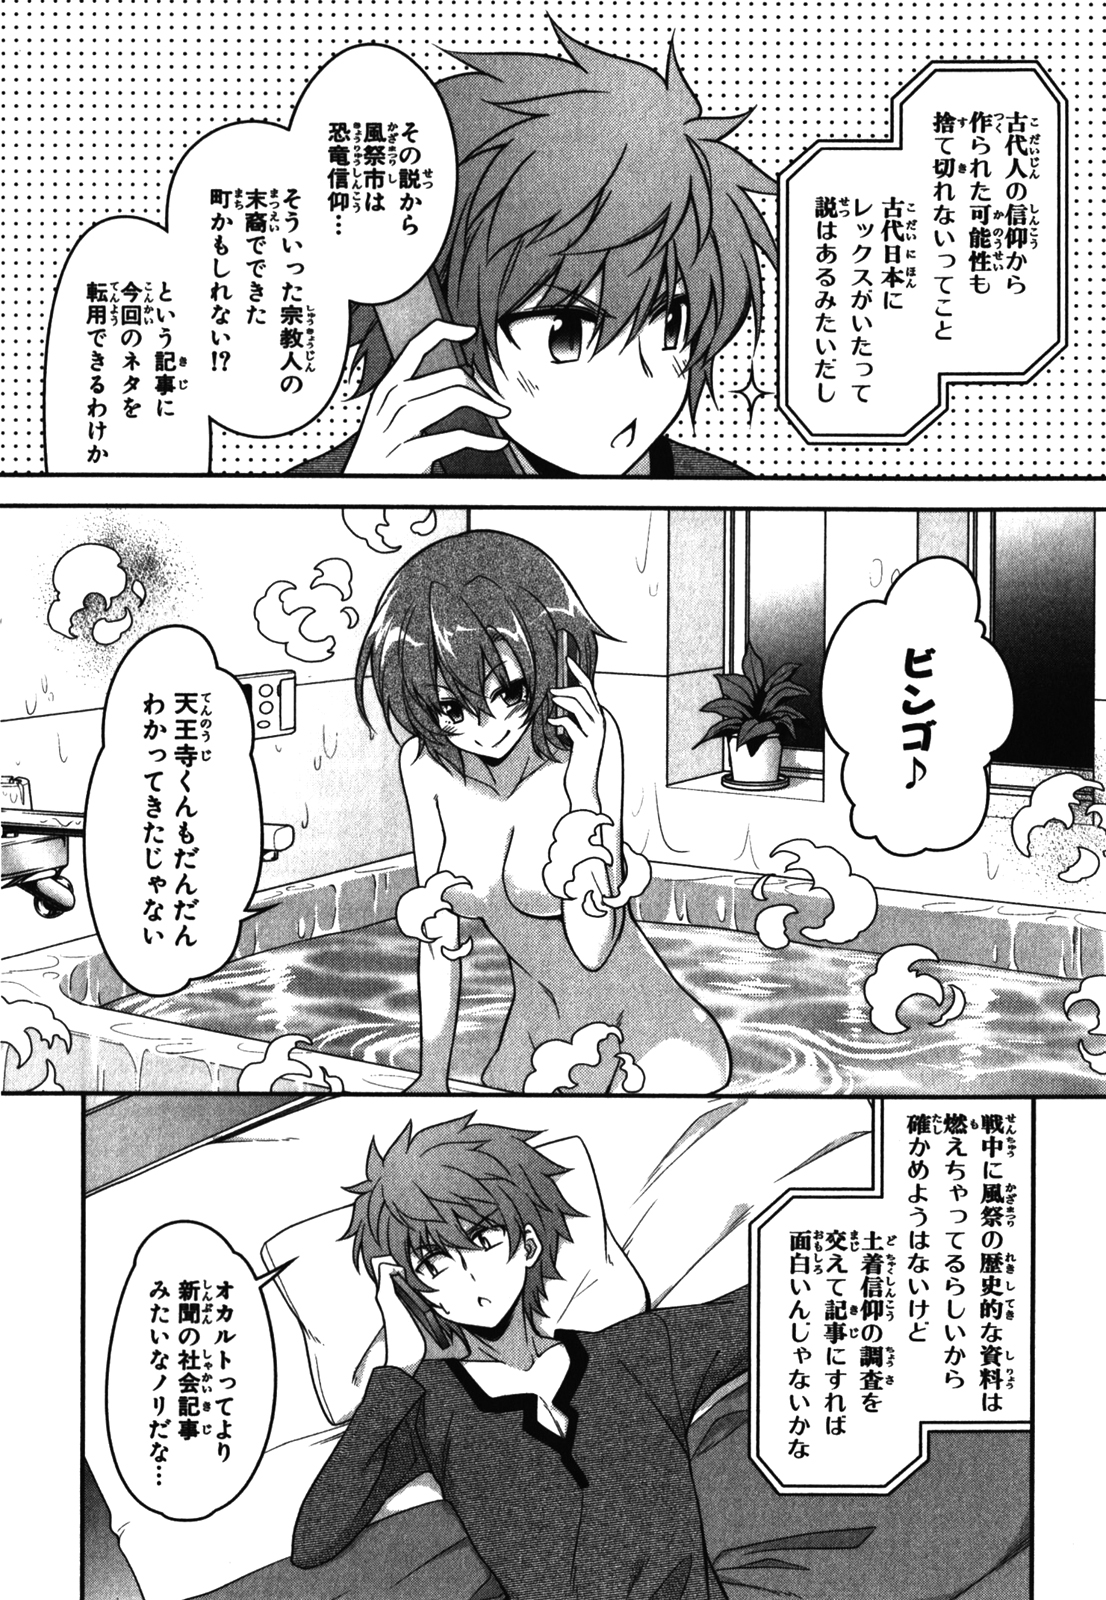 古代人の信仰から
作られた可能性も
捨て切れないってこと
古代日本に
レックスがいたって
説はあるみたいだし
その説から
風祭市は
恐竜信仰…
そういった宗教人の
末裔でできた
町かもしれない!?
という記事に
今回のネタを
転用できるわけか
ビンゴ♪
天王寺くんもだんだん
わかってきたじゃない
戦中に風祭の歴史的な資料は
燃えちゃってるらしいから
確かめようはないけど
土着信仰の調査を
交えて記事にすれば
面白いんじゃないかな
オカルトってより
新聞の社会記事
みたいなノリだな…